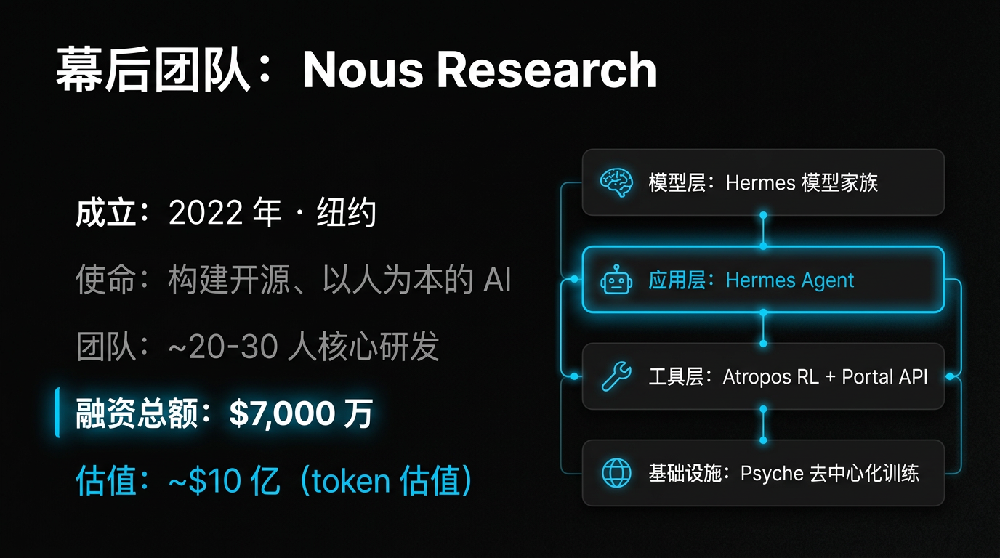 幕后团队：Nous Research
成立：2022 年 · 纽约
使命：构建开源、以人为本的 AI
团队：~20-30 人核心研发
融资总额：$7,000 万
估值：~$10 亿（token 估值）
模型层：Hermes 模型家族
应用层：Hermes Agent
工具层：Atropos RL + Portal API
基础设施：Psyche 去中心化训练